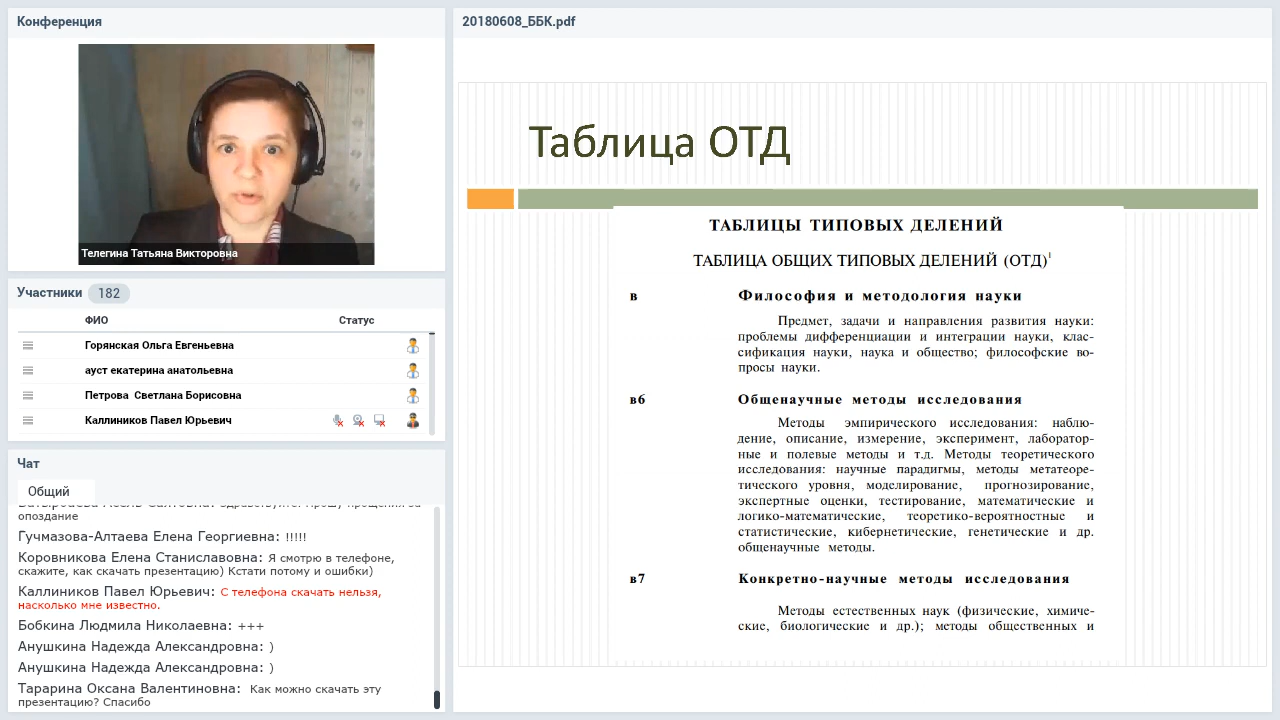 Конференция
Телегина Татьяна Викторовна
Участники 182
ФИО Статус
Горянская Ольга Евгеньевна
ауст екатерина анатольевна
Петрова Светлана Борисовна
Каллиников Павел Юрьевич
Чат
Общий
опоздание
Гучмазова-Алтаева Елена Георгиевна: !!!!!
Коровникова Елена Станиславовна: Я смотрю в телефоне,
скажите, как скачать презентацию) Кстати потому и ошибки)
Каллиников Павел Юрьевич: С телефона скачать нельзя,
насколько мне известно.
Бобкина Людмила Николаевна: +++
Анушкина Надежда Александровна: )
Анушкина Надежда Александровна: )
Тарарина Оксана Валентиновна: Как можно скачать эту
презентацию? Спасибо
20180608_ББК.pdf
Таблица ОТД
ТАБЛИЦЫ ТИПОВЫХ ДЕЛЕНИЙ
ТАБЛИЦА ОБЩИХ ТИПОВЫХ ДЕЛЕНИЙ (ОТД)¹
в Философия и методология науки
Предмет, задачи и направления развития науки:
проблемы дифференциации и интеграции науки, клас-
сификация науки, наука и общество; философские во-
просы науки.
в6 Общенаучные методы исследования
Методы эмпирического исследования: наблю-
дение, описание, измерение, эксперимент, лаборатор-
ные и полевые методы и т.д. Методы теоретического
исследования: научные парадигмы, методы метатеоре-
тического уровня, моделирование, прогнозирование,
экспертные оценки, тестирование, математические и
логико-математические, теоретико-вероятностные и
статистические, кибернетические, генетические и др.
общенаучные методы.
в7 Конкретно-научные методы исследования
Методы естественных наук (физические, химиче-
ские, биологические и др.); методы общественных и